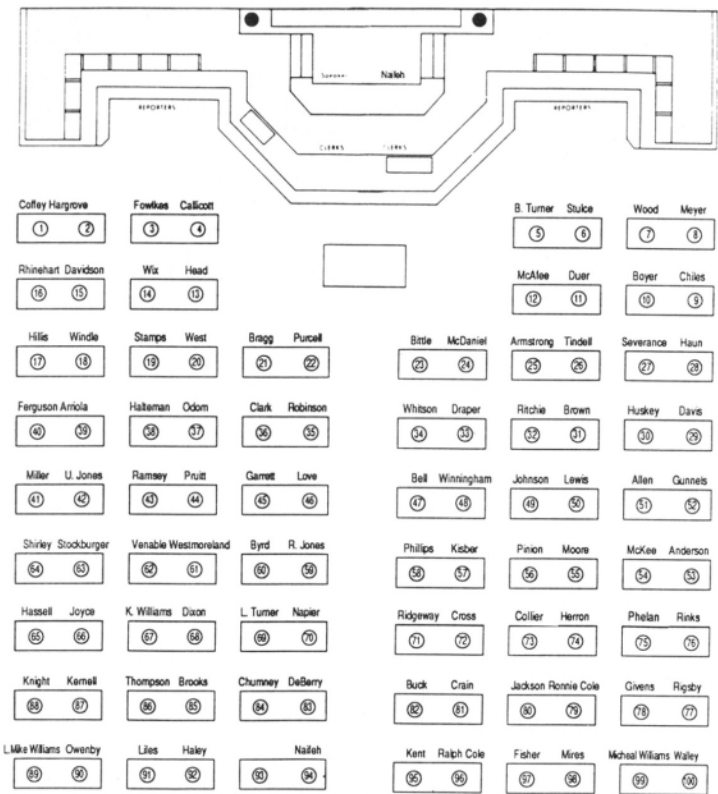 Speaker Naifeh
REPORTERS REPORTERS
CLERKS CLERKS
Coffey Hargrove Fowlkes Callicott B. Turner Stulce Wood Meyer
1 2 3 4 5 6 7 8
Rhinehart Davidson Wix Head McAfee Duer Boyer Chiles
16 15 14 13 12 11 10 9
Hillis Windle Stamps West Bragg Purcell Bittle McDaniel Armstrong Tindell Severance Haun
17 18 19 20 21 22 23 24 25 26 27 28
Ferguson Arriola Halteman Odom Clark Robinson Whitson Draper Ritchie Brown Huskey Davis
40 39 38 37 36 35 34 33 32 31 30 29
Miller U. Jones Ramsey Pruitt Garrett Love Bell Winningham Johnson Lewis Allen Gunnels
41 42 43 44 45 46 47 48 49 50 51 52
Shirley Stockburger Venable Westmoreland Byrd R. Jones Phillips Kisber Pinion Moore McKee Anderson
64 63 62 61 60 59 58 57 56 55 54 53
Hassell Joyce K. Williams Dixon L. Turner Napier Ridgeway Cross Collier Herron Phelan Rinks
65 66 67 68 69 70 71 72 73 74 75 76
Knight Kernell Thompson Brooks Chumney DeBerry Buck Crain Jackson Ronnie Cole Givens Rigsby
88 87 86 85 84 83 82 81 80 79 78 77
L.Mike Williams Owenby Liles Haley Naifeh Kent Ralph Cole Fisher Mires Micheal Williams Walley
89 90 91 92 93 94 95 96 97 98 99 100